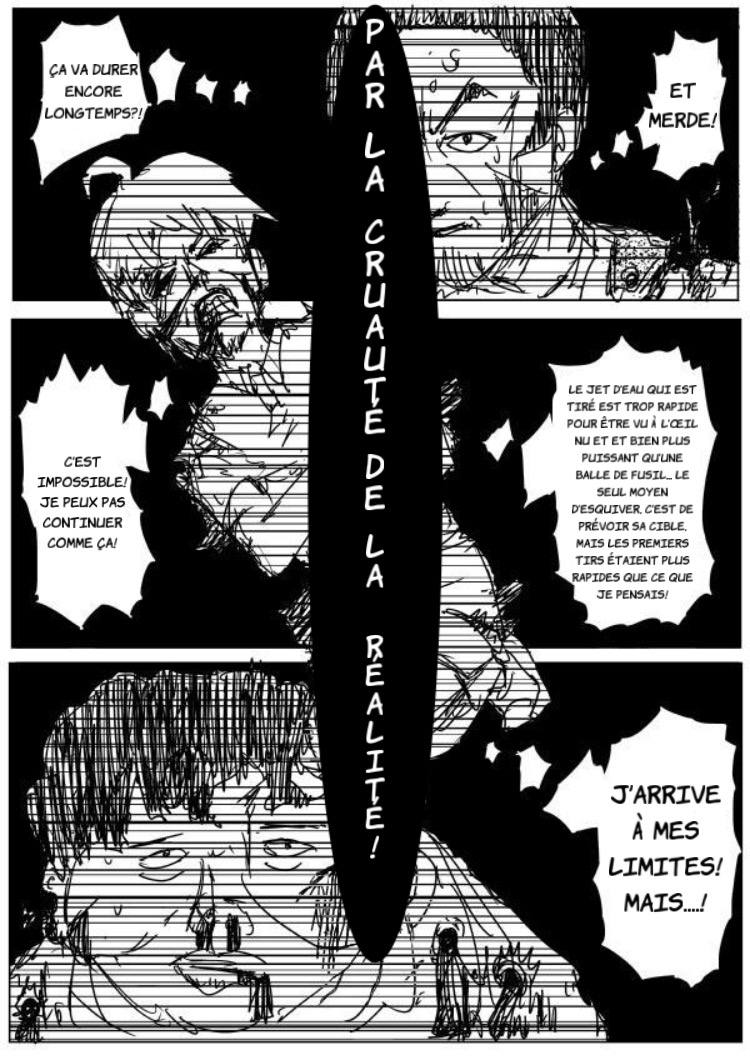 PAR LA CRUAUTÉ DE LA RÉALITÉ!
ÇA VA DURER
ENCORE
LONGTEMPS?!
ET
MERDE!
C'EST
IMPOSSIBLE!
JE PEUX PAS
CONTINUER
COMME ÇA!
LE JET D'EAU QUI EST
TIRÉ EST TROP RAPIDE
POUR ÊTRE VU À L'ŒIL
NU ET ET BIEN PLUS
PUISSANT QU'UNE
BALLE DE FUSIL... LE
SEUL MOYEN
D'ESQUIVER, C'EST DE
PRÉVOIR SA CIBLE,
MAIS LES PREMIERS
TIRS ÉTAIENT PLUS
RAPIDES QUE CE QUE
JE PENSAIS!
J'ARRIVE
À MES
LIMITES!
MAIS....!